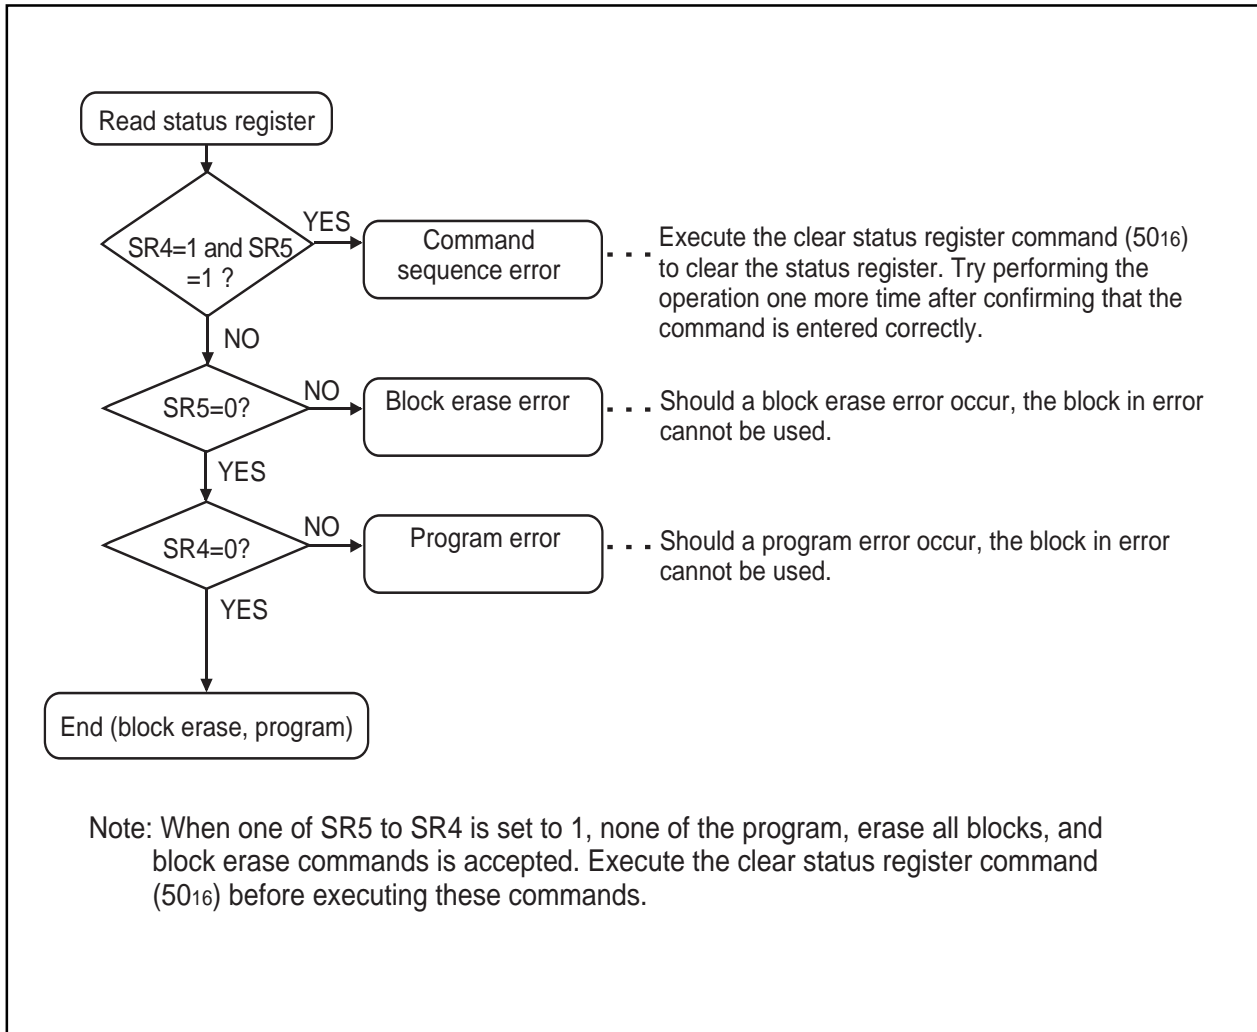 Read status register
SR4=1 and SR5
=1 ?
YES
Command
sequence error
Execute the clear status register command (5016)
to clear the status register. Try performing the
operation one more time after confirming that the
command is entered correctly.
NO
SR5=0?
NO
Block erase error
Should a block erase error occur, the block in error
cannot be used.
YES
SR4=0?
NO
Program error
Should a program error occur, the block in error
cannot be used.
YES
End (block erase, program)
Note: When one of SR5 to SR4 is set to 1, none of the program, erase all blocks, and
block erase commands is accepted. Execute the clear status register command
(5016) before executing these commands.